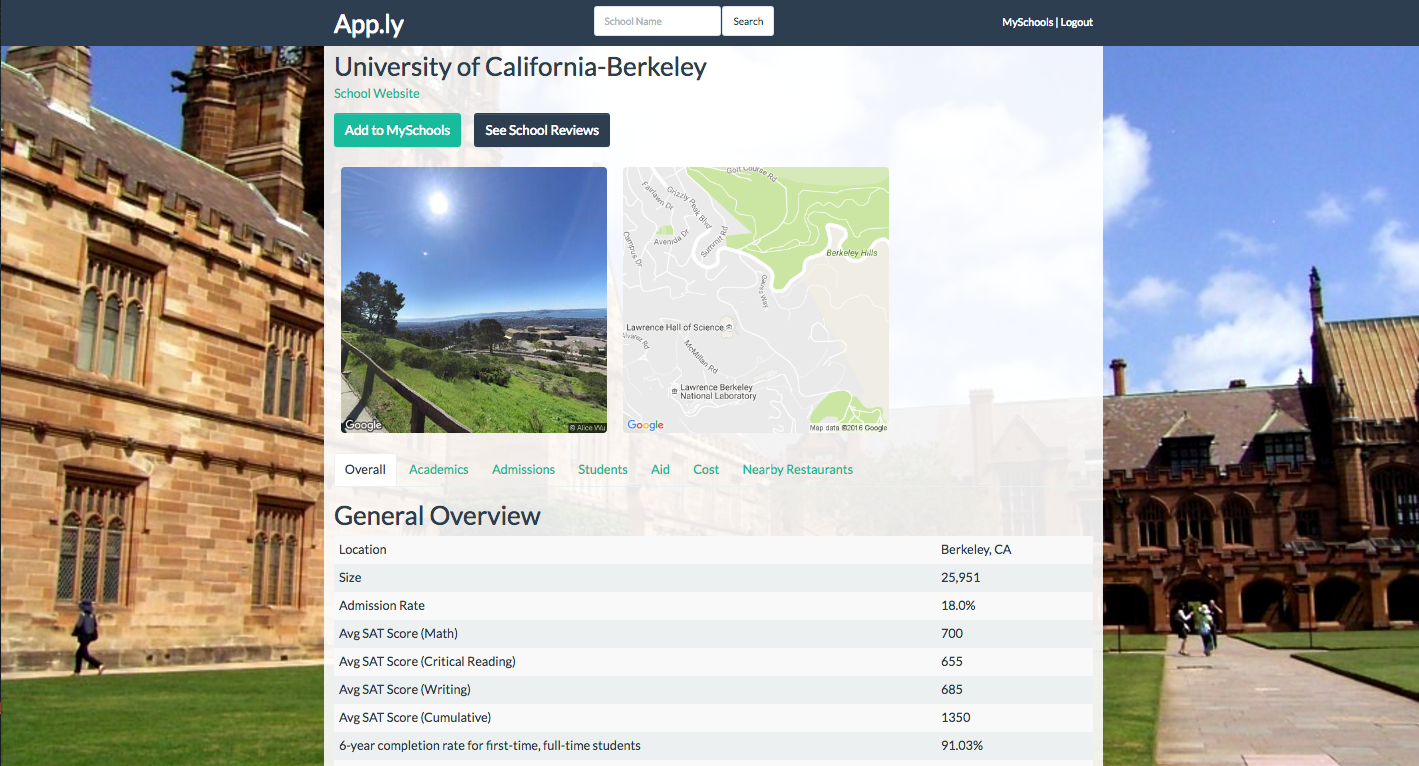 App.ly
School Name
Search
MySchools | Logout
University of California-Berkeley
School Website
Add to MySchools
See School Reviews
Google
© Alice Wu
Golf Course Rd
Fairlawn Dr
Grizzly Peak Blvd
Avenida Dr
Summit Rd
Campus Dr
Berkeley Hills
Lawrence Hall of Science
McMillan Rd
Lawrence Berkeley
National Laboratory
Google
Map data ©2016 Google
Overall
Academics
Admissions
Students
Aid
Cost
Nearby Restaurants
General Overview
Location Berkeley, CA
Size 25,951
Admission Rate 18.0%
Avg SAT Score (Math) 700
Avg SAT Score (Critical Reading) 655
Avg SAT Score (Writing) 685
Avg SAT Score (Cumulative) 1350
6-year completion rate for first-time, full-time students 91.03%